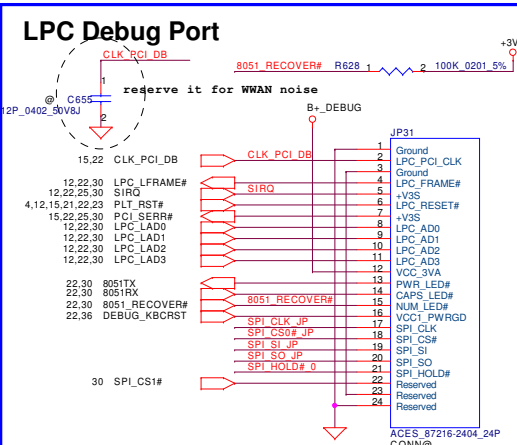 LPC Debug Port
+3V
CLK_PCI_DB
8051_RECOVER# R628 1 2 100K_0201_5%
1
@ C655
12P_0402_50V8J
2
reserve it for WWAN noise
B+_DEBUG
JP31
1 Ground
15,22 CLK_PCI_DB CLK_PCI_DB 2 LPC_PCI_CLK
3 Ground
12,22,30 LPC_LFRAME# 4 LPC_FRAME#
12,22,25,30 SIRQ SIRQ 5 +V3S
4,12,15,21,22,23 PLT_RST# 6 LPC_RESET#
15,22,25,30 PCI_SERR# 7 +V3S
12,22,30 LPC_LAD0 8 LPC_AD0
12,22,30 LPC_LAD1 9 LPC_AD1
12,22,30 LPC_LAD2 10 LPC_AD2
12,22,30 LPC_LAD3 11 LPC_AD3
12 VCC_3VA
22,30 8051TX 13 PWR_LED#
22,30 8051RX 14 CAPS_LED#
22,30 8051_RECOVER# 8051_RECOVER# 15 NUM_LED#
22,36 DEBUG_KBCRST 16 VCC1_PWRGD
SPI_CLK_JP 17 SPI_CLK
SPI_CS0#_JP 18 SPI_CS#
SPI_SI_JP 19 SPI_SI
SPI_SO_JP 20 SPI_SO
SPI_HOLD#_0 21 SPI_HOLD#
30 SPI_CS1# 22 Reserved
23 Reserved
24 Reserved
ACES_87216-2404_24P
CONN@